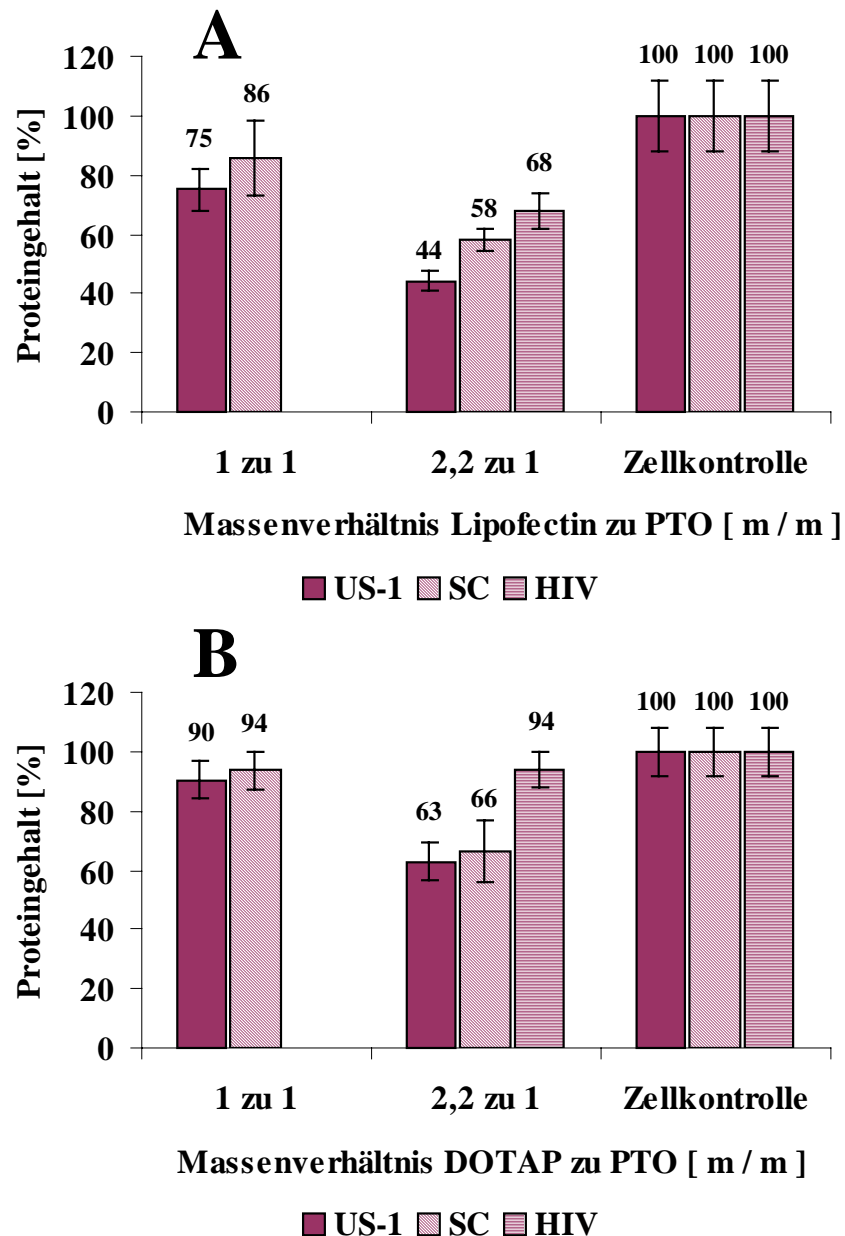 A
Proteingehalt [%]
120
100
80
60
40
20
0
75
86
44
58
68
100 100 100
1 zu 1
2,2 zu 1
Zellkontrolle
Massenverhältnis Lipofectin zu PTO [ m / m ]
US-1 SC HIV
B
Proteingehalt [%]
120
100
80
60
40
20
0
90
94
63
66
94
100 100 100
1 zu 1
2,2 zu 1
Zellkontrolle
Massenverhältnis DOTAP zu PTO [ m / m ]
US-1 SC HIV